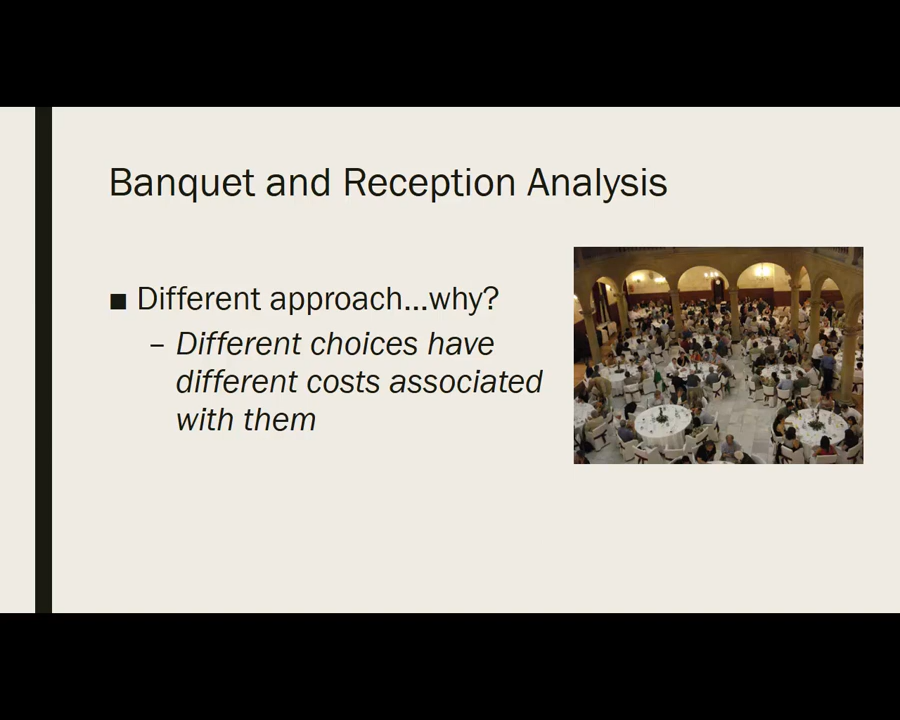 Banquet and Reception Analysis
■ Different approach...why?
– Different choices have
different costs associated
with them